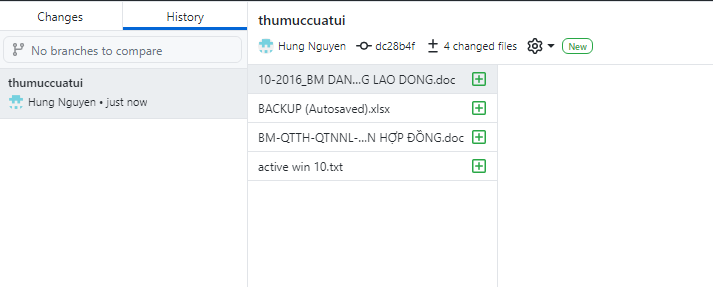 Changes
History
No branches to compare
thumuccuatui
Hung Nguyen • just now
thumuccuatui
Hung Nguyen dc28b4f 4 changed files New
10-2016_BM DAN...G LAO DONG.doc
BACKUP (Autosaved).xlsx
BM-QTTH-QTNNL-...N HỢP ĐỒNG.doc
active win 10.txt